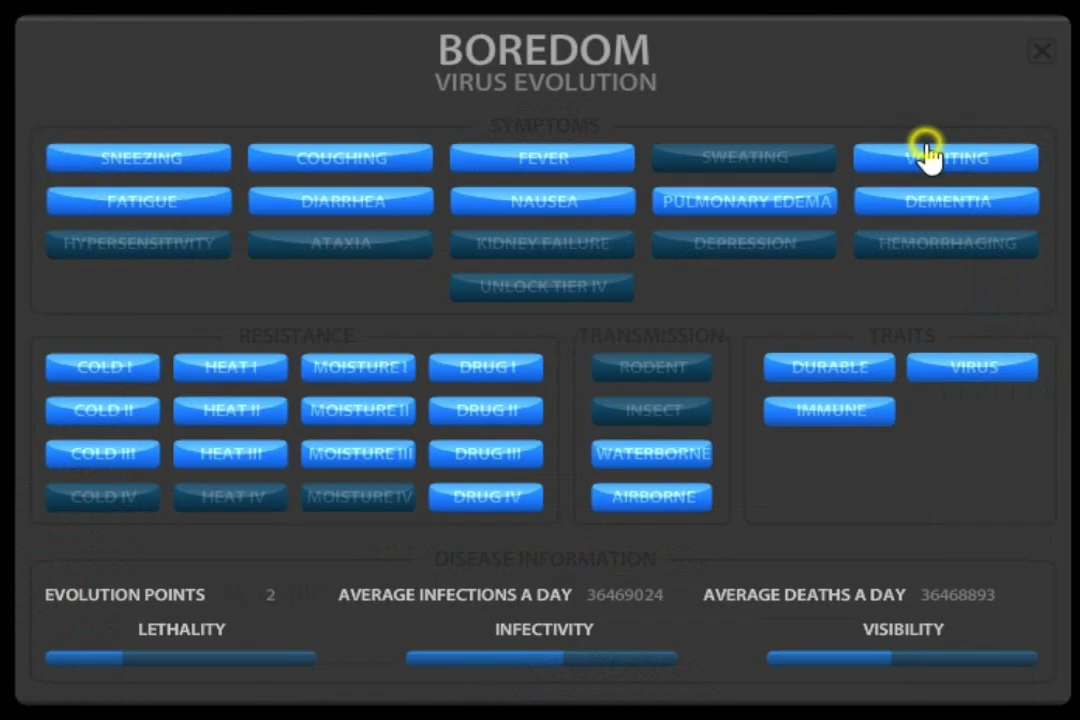 BOREDOM
VIRUS EVOLUTION
SYMPTOMS
SNEEZING COUGHING FEVER SWEATING VOMITING
FATIGUE DIARRHEA NAUSEA PULMONARY EDEMA DEMENTIA
HYPERSENSITIVITY ATAXIA KIDNEY FAILURE DEPRESSION HEMORRHAGING
UNLOCK TIER IV
RESISTANCE TRANSMISSION TRAITS
COLD I HEAT I MOISTURE I DRUG I RODENT DURABLE VIRUS
COLD II HEAT II MOISTURE II DRUG II INSECT IMMUNE
COLD III HEAT III MOISTURE III DRUG III WATERBORNE
COLD IV HEAT IV MOISTURE IV DRUG IV AIRBORNE
DISEASE INFORMATION
EVOLUTION POINTS 2 AVERAGE INFECTIONS A DAY 36469024 AVERAGE DEATHS A DAY 36468893
LETHALITY INFECTIVITY VISIBILITY